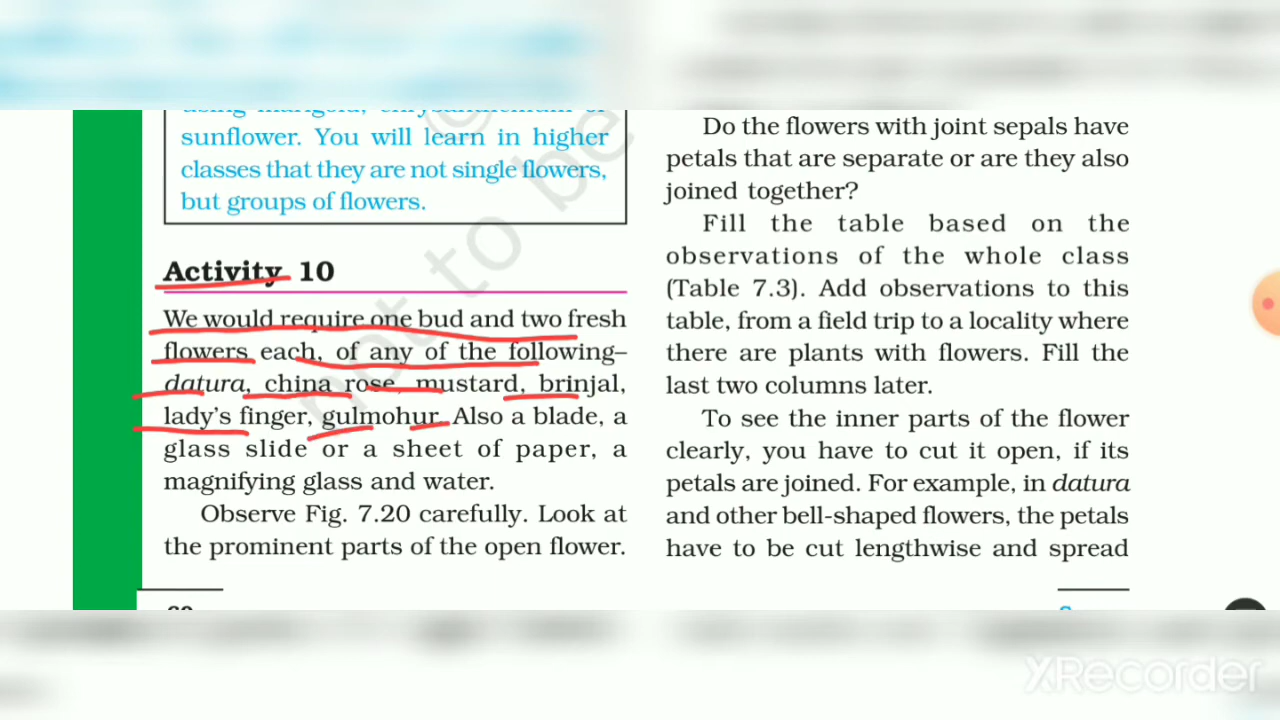 using marigold, chrysanthemum or
sunflower. You will learn in higher
classes that they are not single flowers,
but groups of flowers.
Activity 10
We would require one bud and two fresh
flowers each, of any of the following–
datura, china rose, mustard, brinjal,
lady's finger, gulmohur. Also a blade, a
glass slide or a sheet of paper, a
magnifying glass and water.
Observe Fig. 7.20 carefully. Look at
the prominent parts of the open flower.
Do the flowers with joint sepals have
petals that are separate or are they also
joined together?
Fill the table based on the
observations of the whole class
(Table 7.3). Add observations to this
table, from a field trip to a locality where
there are plants with flowers. Fill the
last two columns later.
To see the inner parts of the flower
clearly, you have to cut it open, if its
petals are joined. For example, in datura
and other bell-shaped flowers, the petals
have to be cut lengthwise and spread
not to be
XRecorder